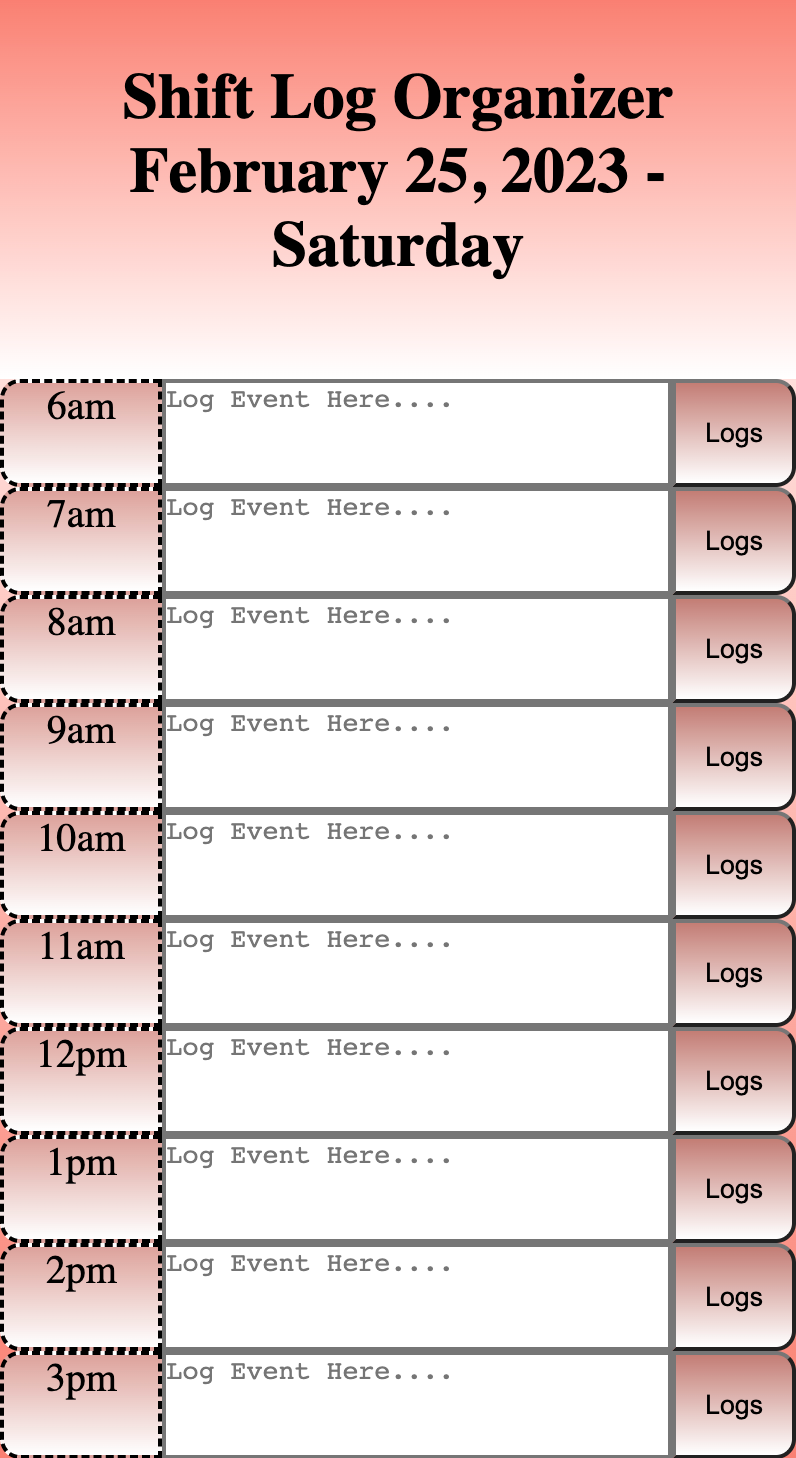 Shift Log Organizer
February 25, 2023 -
Saturday
6am Log Event Here.... Logs
7am Log Event Here.... Logs
8am Log Event Here.... Logs
9am Log Event Here.... Logs
10am Log Event Here.... Logs
11am Log Event Here.... Logs
12pm Log Event Here.... Logs
1pm Log Event Here.... Logs
2pm Log Event Here.... Logs
3pm Log Event Here.... Logs